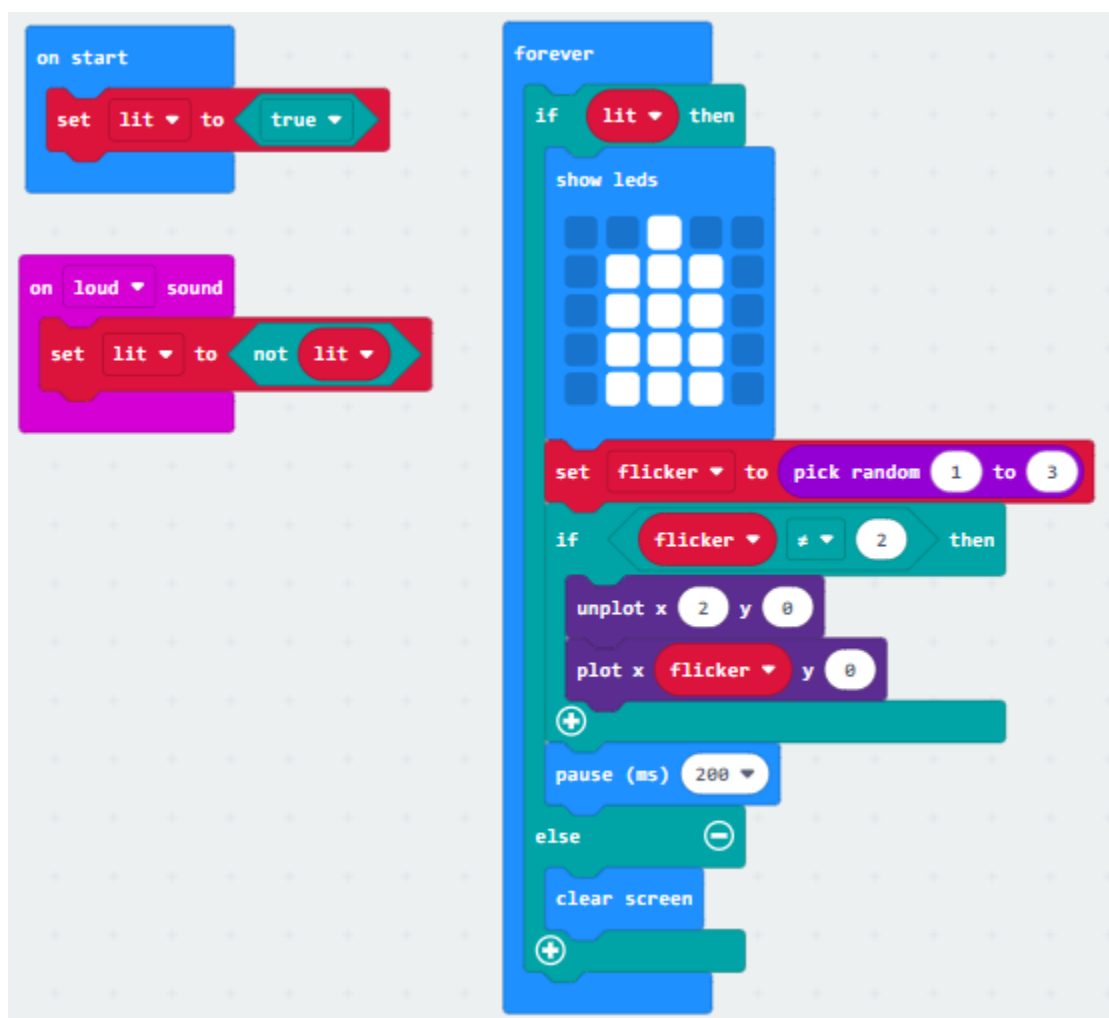 on start
set lit to true
on loud sound
set lit to not lit
forever
if lit then
show leds
set flicker to pick random 1 to 3
if flicker ≠ 2 then
unplot x 2 y 0
plot x flicker y 0
pause (ms) 200
else
clear screen